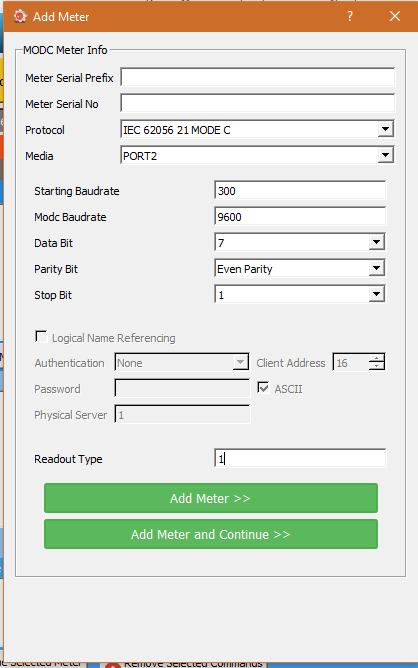 Add Meter
MODC Meter Info
Meter Serial Prefix
Meter Serial No
Protocol IEC 62056 21 MODE C
Media PORT2
Starting Baudrate 300
Modc Baudrate 9600
Data Bit 7
Parity Bit Even Parity
Stop Bit 1
Logical Name Referencing
Authentication None Client Address 16
Password ASCII
Physical Server 1
Readout Type 1
Add Meter >>
Add Meter and Continue >>
Selected Meter Remove Selected Commands